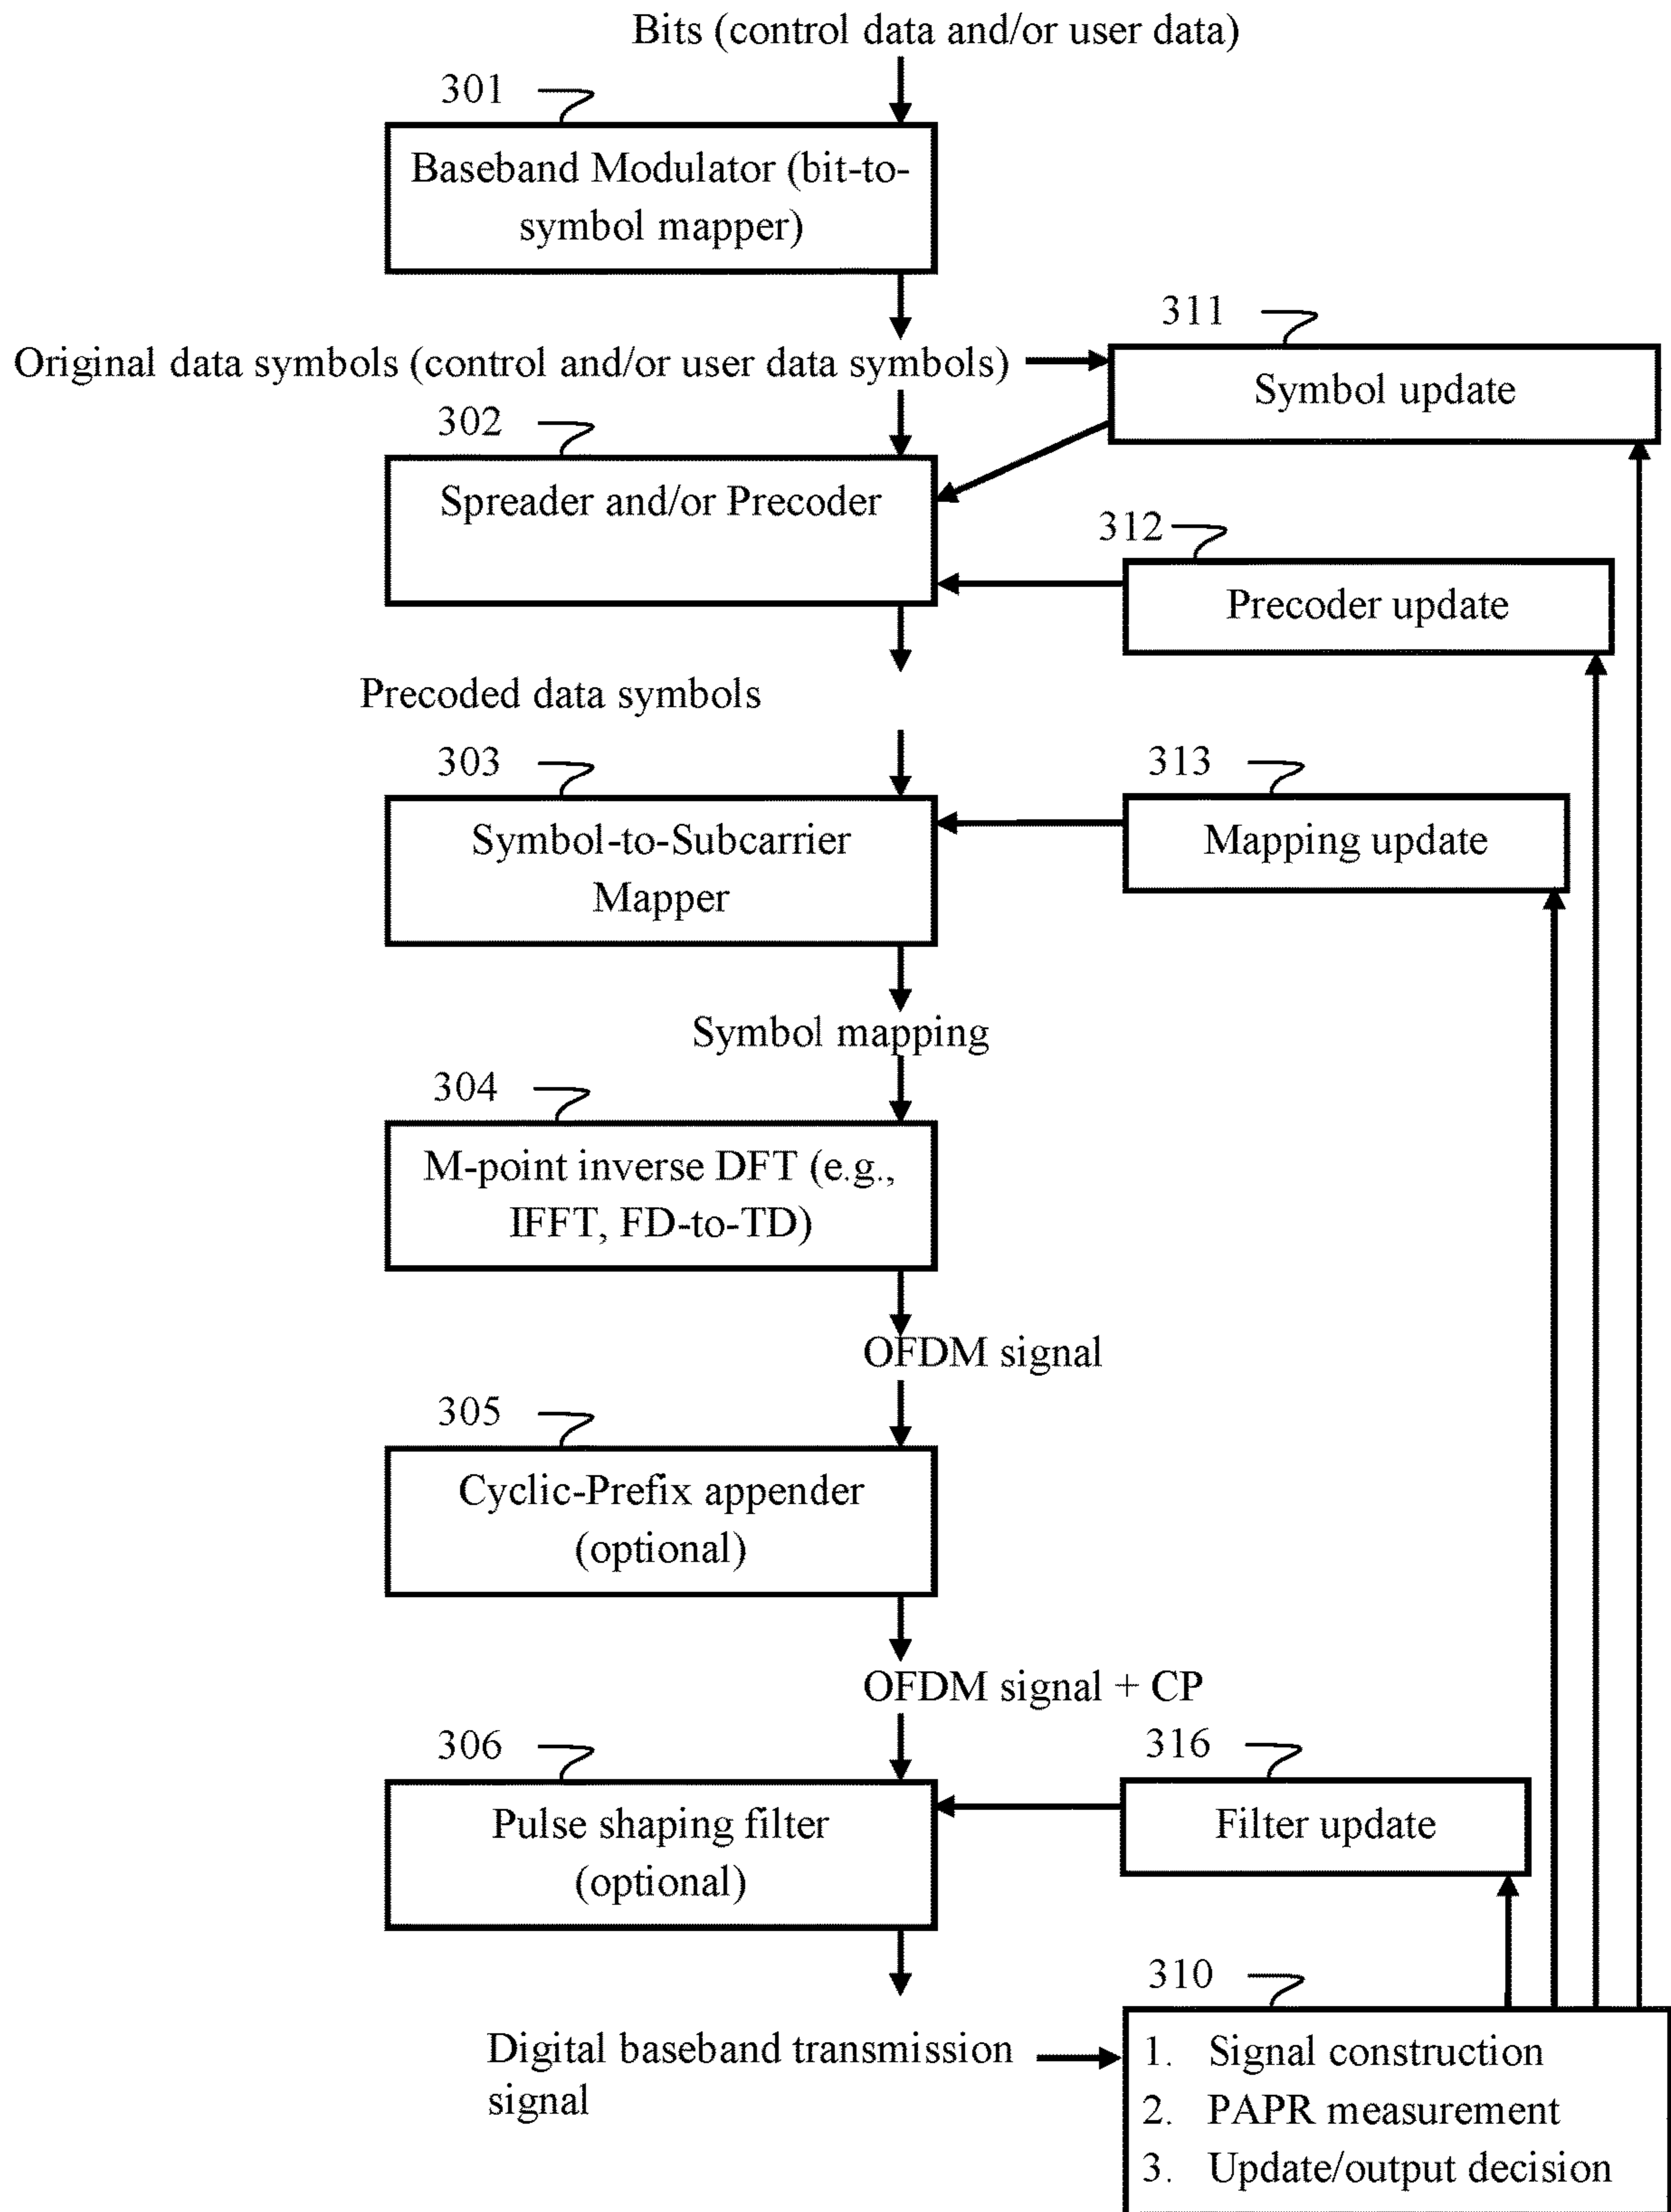 Bits (control data and/or user data)
301
Baseband Modulator (bit-to-
symbol mapper)
311
Original data symbols (control and/or user data symbols)
Symbol update
302
Spreader and/or Precoder
312
Precoder update
Precoded data symbols
303
313
Symbol-to-Subcarrier
Mapper
Mapping update
Symbol mapping
304
M-point inverse DFT (e.g.,
IFFT, FD-to-TD)
OFDM signal
305
Cyclic-Prefix appender
(optional)
OFDM signal + CP
306
316
Pulse shaping filter
(optional)
Filter update
310
Digital baseband transmission
signal
1. Signal construction
2. PAPR measurement
3. Update/output decision